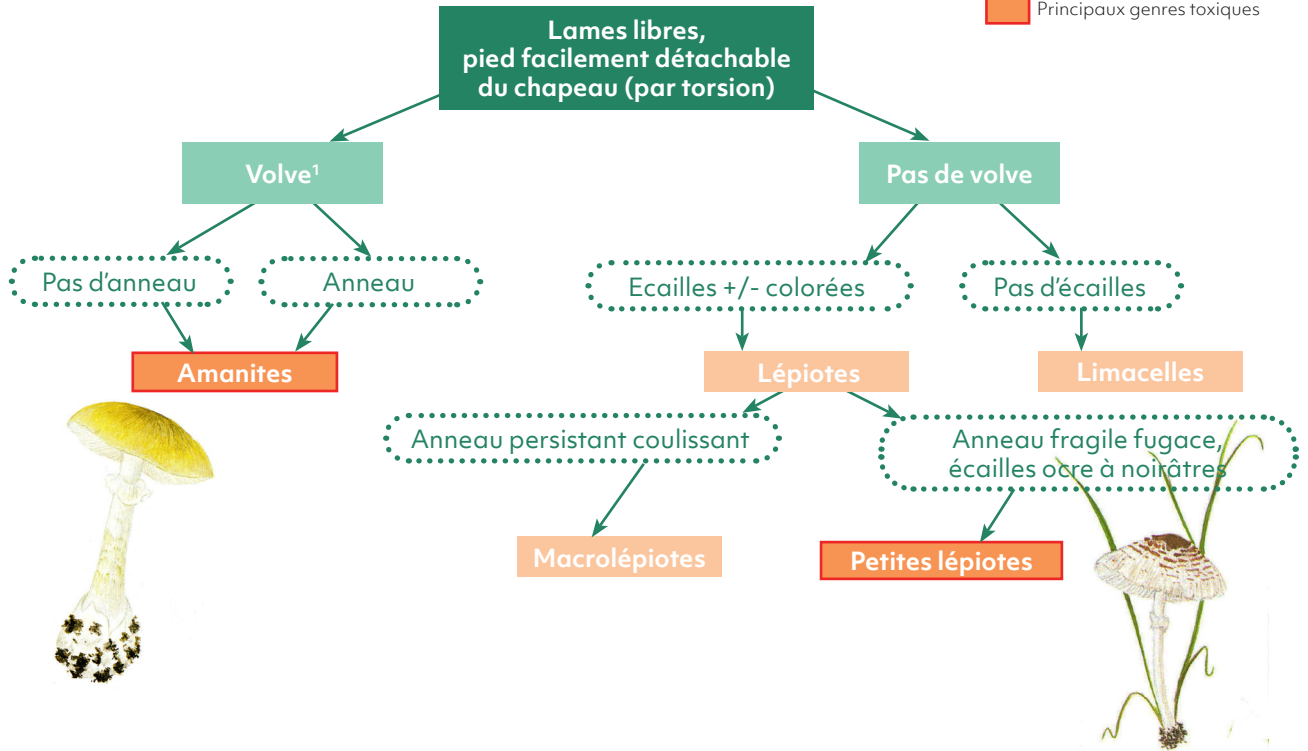 Principaux genres toxiques
Lames libres,
pied facilement détachable
du chapeau (par torsion)
Volve¹
Pas de volve
Pas d'anneau
Anneau
Ecailles +/- colorées
Pas d'écailles
Amanites
Lépiotes
Limacelles
Anneau persistant coulissant
Anneau fragile fugace,
écailles ocre à noirâtres
Macrolépiotes
Petites lépiotes